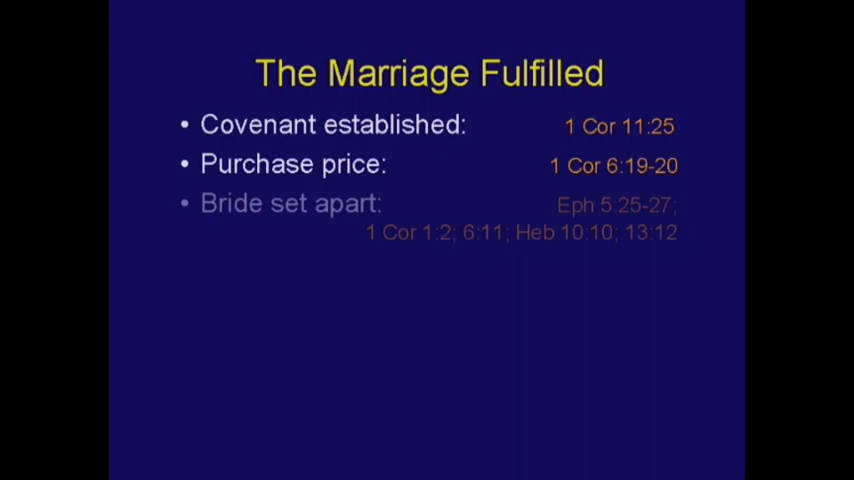 The Marriage Fulfilled
• Covenant established: 1 Cor 11:25
• Purchase price: 1 Cor 6:19-20
• Bride set apart: Eph 5:25-27;
1 Cor 1:2; 6:11; Heb 10:10; 13:12